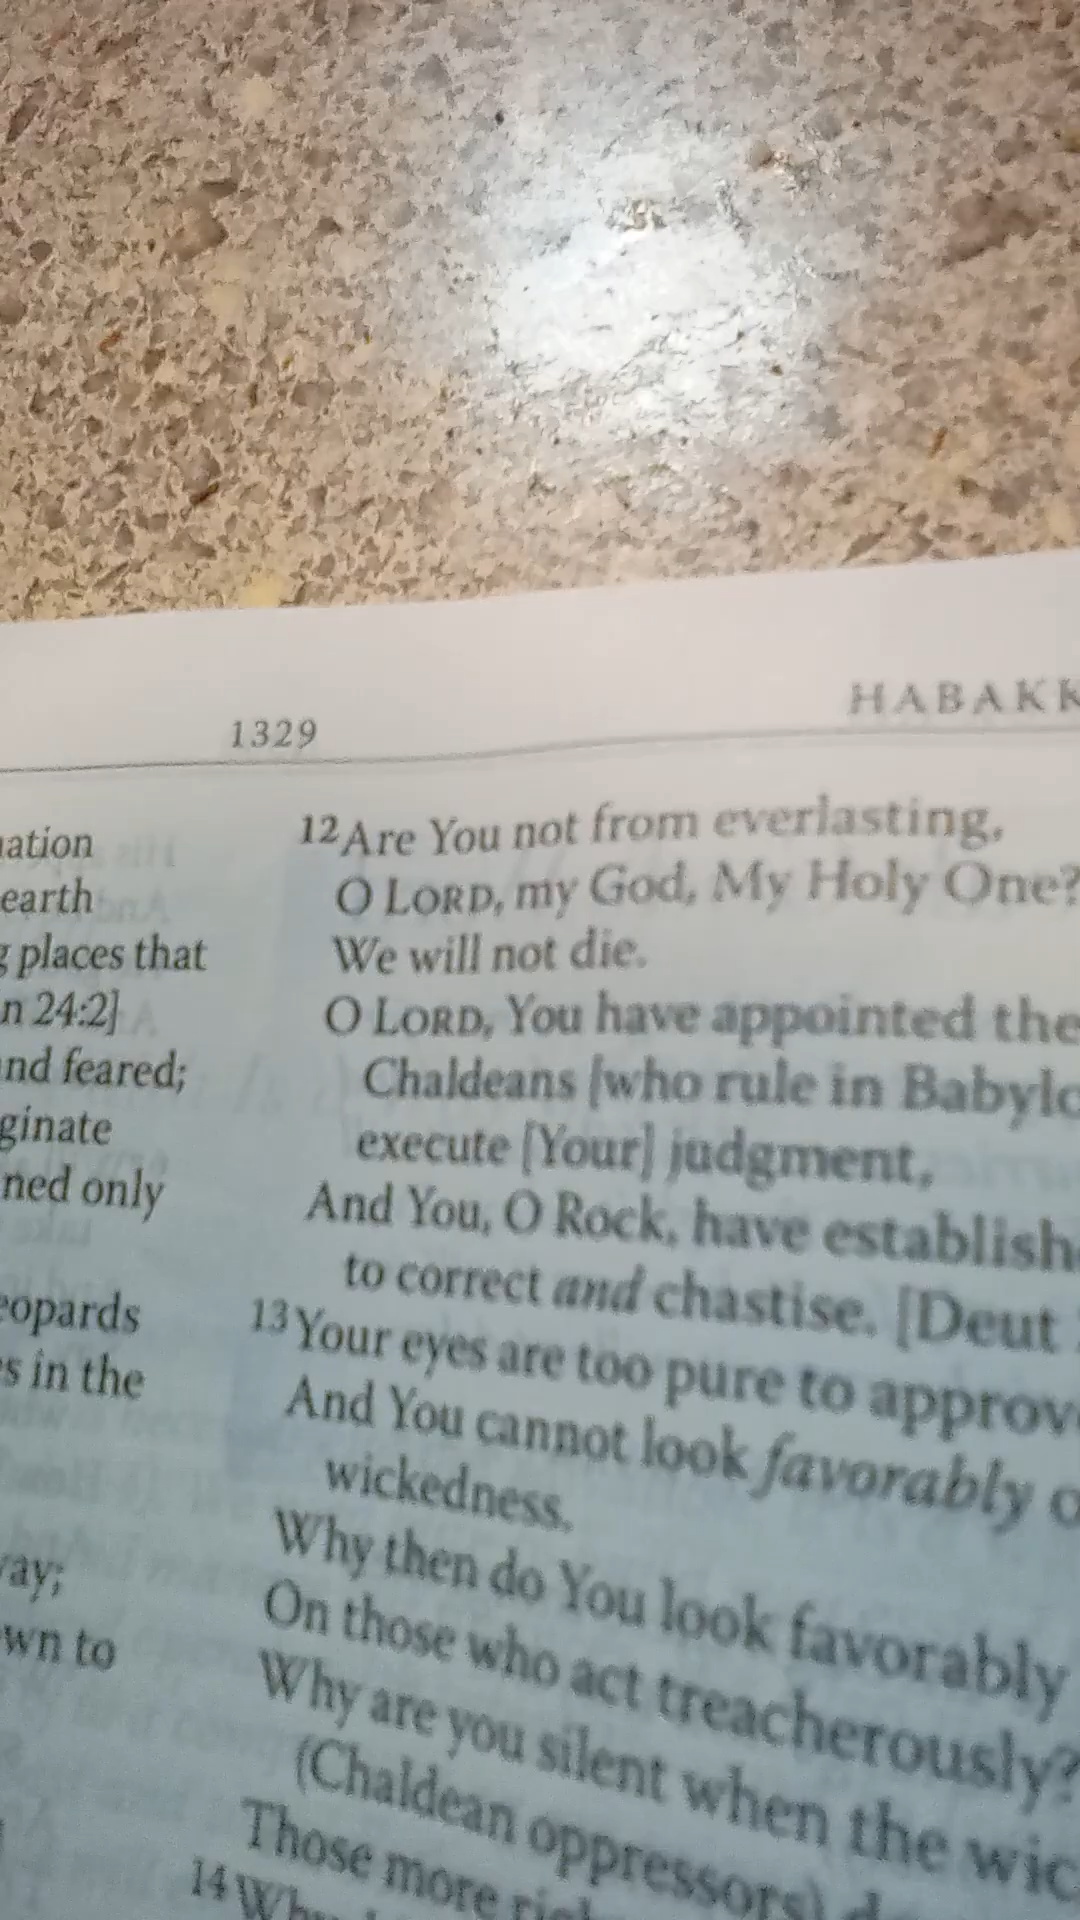 1329
HABAKK
ation
earth
places that
n 24:2]
nd feared;
ginate
ned only
eopards
s in the
ay;
wn to
12 Are You not from everlasting,
O LORD, my God, My Holy One?
We will not die.
O LORD, You have appointed the
Chaldeans [who rule in Babylo
execute [Your] judgment,
And You, O Rock, have establish
to correct and chastise. [Deut
13 Your eyes are too pure to approv
And You cannot look favorably o
wickedness.
Why then do You look favorably
On those who act treacherously?
Why are you silent when the wic
(Chaldean oppressors) d
Those more
14 Why